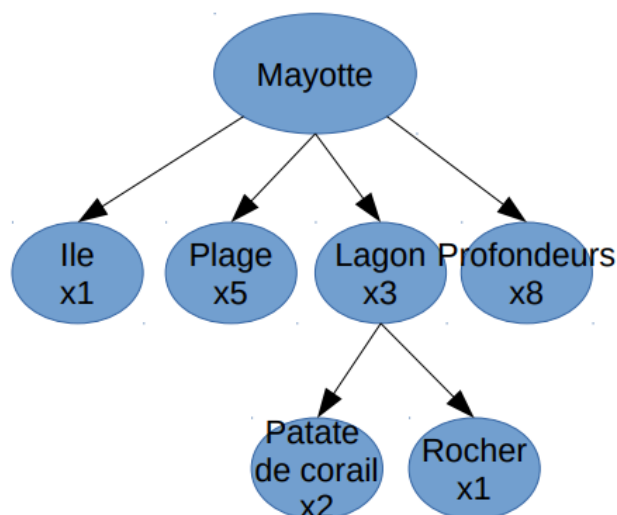 Mayotte
Ile
x1
Plage
x5
Lagon
x3
Profondeurs
x8
Patate
de corail
x2
Rocher
x1